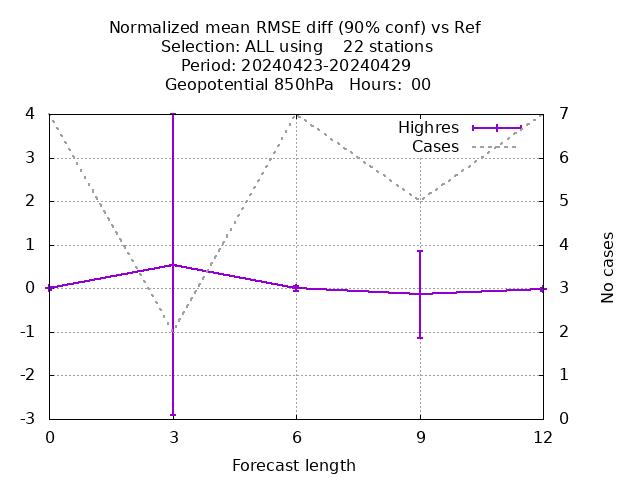 Normalized mean RMSE diff (90% conf) vs Ref
Selection: ALL using    22 stations
Period: 20240423-20240429
Geopotential 850hPa   Hours:  00
Highres
Cases
4
3
2
1
0
-1
-2
-3
7
6
5
4
3
2
1
0
No cases
0 3 6 9 12
Forecast length